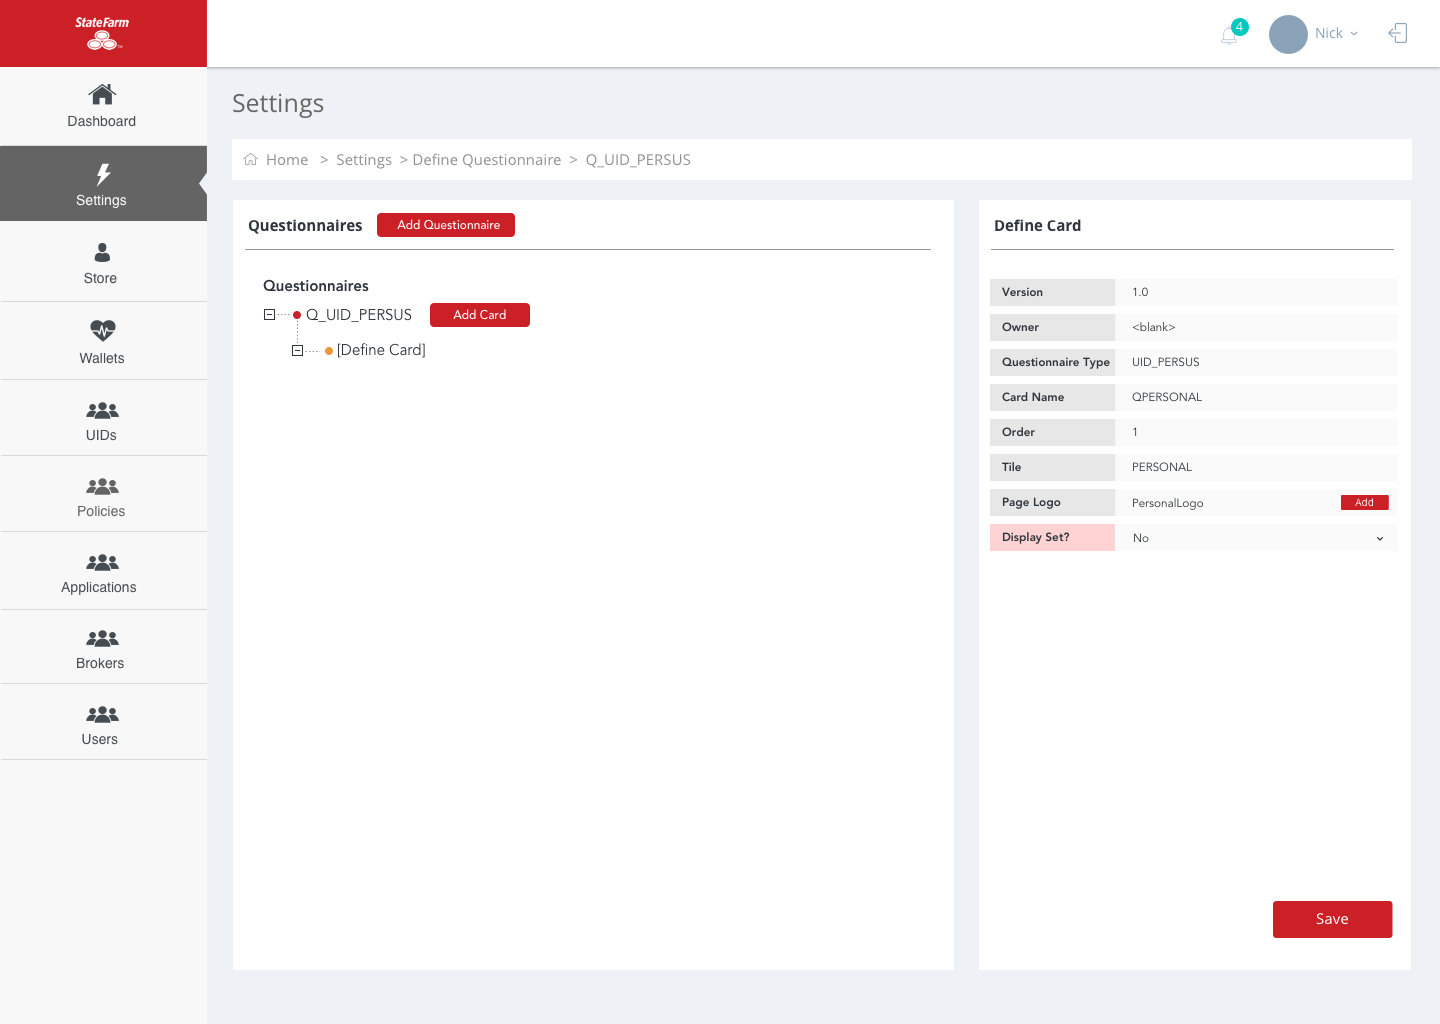 StateFarm
TM
4
Nick
Dashboard
Settings
Store
Wallets
UIDs
Policies
Applications
Brokers
Users
Settings
Home > Settings > Define Questionnaire > Q_UID_PERSUS
Questionnaires
Add Questionnaire
Questionnaires
Q_UID_PERSUS
Add Card
[Define Card]
Define Card
Version 1.0
Owner <blank>
Questionnaire Type UID_PERSUS
Card Name QPERSONAL
Order 1
Tile PERSONAL
Page Logo PersonalLogo Add
Display Set? No
Save